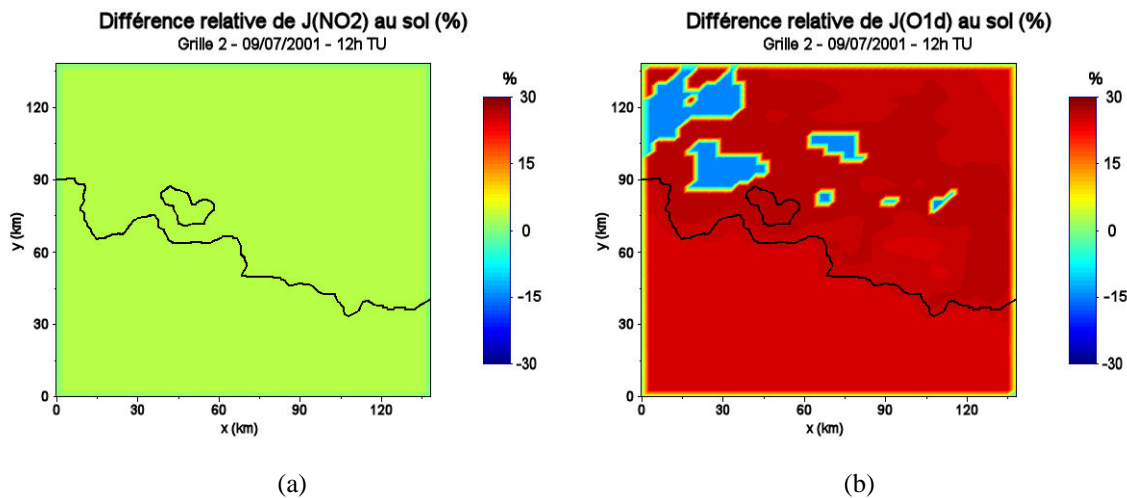 Différence relative de J(NO2) au sol (%)
Grille 2 - 09/07/2001 - 12h TU
%
30
15
0
-15
-30
120
90
60
30
0
y (km)
0 30 60 90 120
x (km)
(a)
Différence relative de J(O1d) au sol (%)
Grille 2 - 09/07/2001 - 12h TU
%
30
15
0
-15
-30
120
90
60
30
0
y (km)
0 30 60 90 120
x (km)
(b)